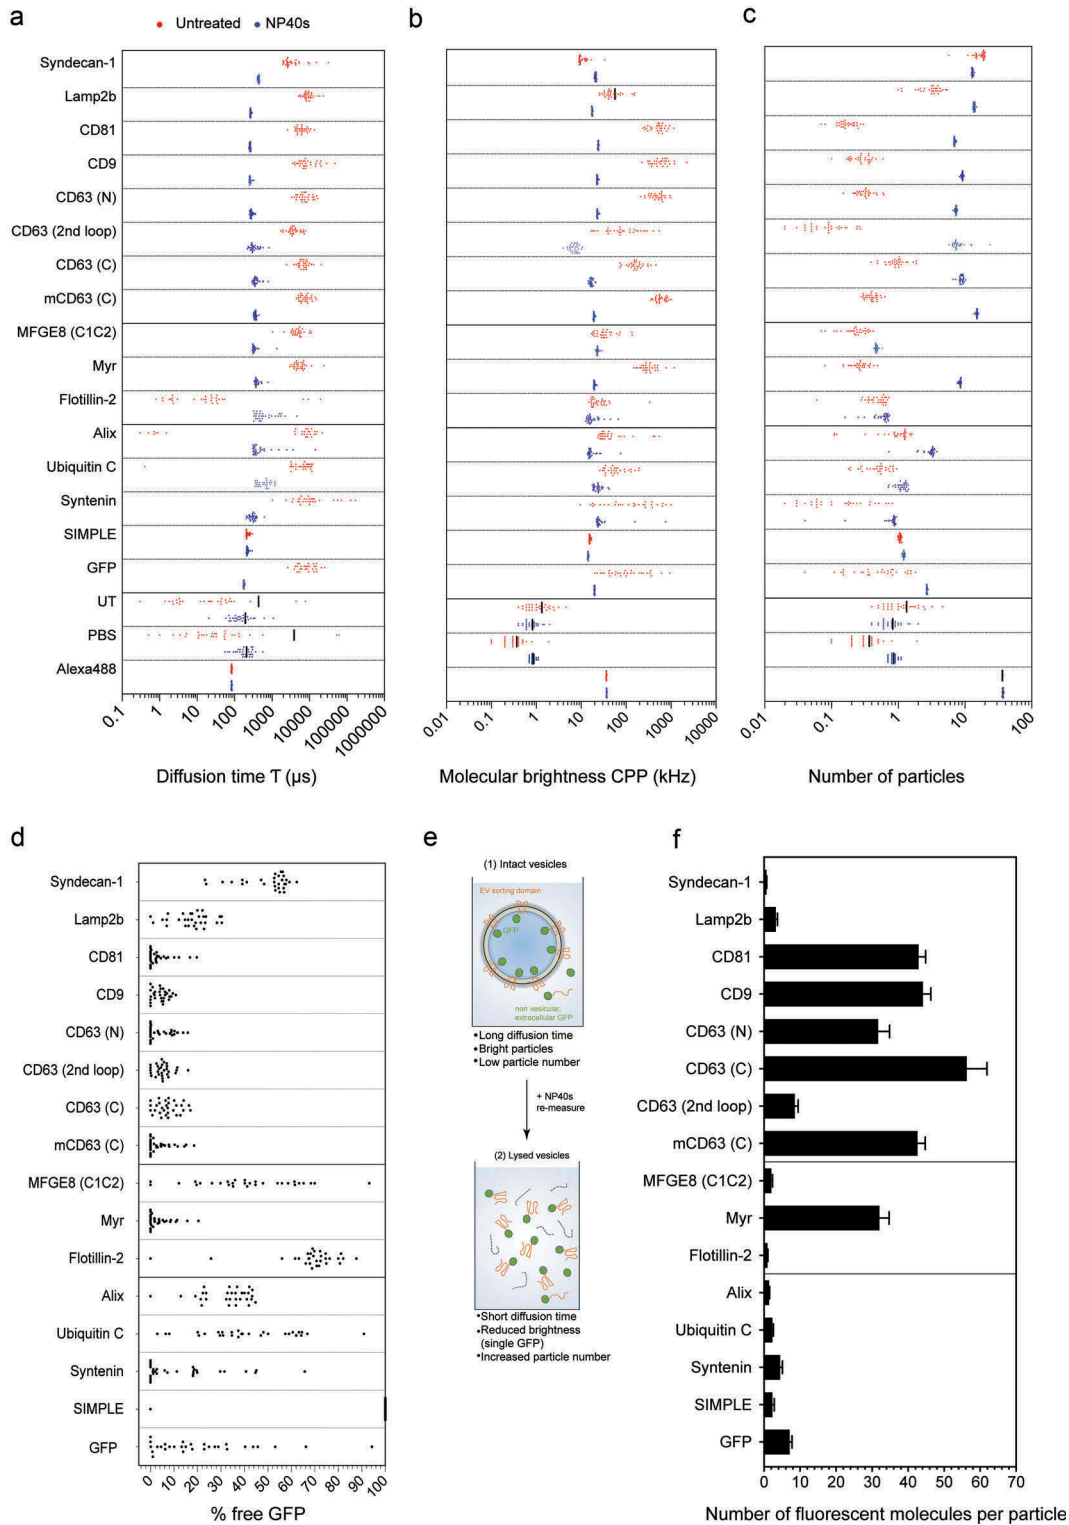 a
b
c
Untreated
NP40s
Syndecan-1
Lamp2b
CD81
CD9
CD63 (N)
CD63 (2nd loop)
CD63 (C)
mCD63 (C)
MFGE8 (C1C2)
Myr
Flotillin-2
Alix
Ubiquitin C
Syntenin
SIMPLE
GFP
UT
PBS
Alexa488
0.1 1 10 100 1000 10000 100000 1000000
0.01 0.1 1 10 100 1000 10000
0.01 0.1 1 10 100
Diffusion time Ƭ (µs)
Molecular brightness CPP (kHz)
Number of particles
d
Syndecan-1
Lamp2b
CD81
CD9
CD63 (N)
CD63 (2nd loop)
CD63 (C)
mCD63 (C)
MFGE8 (C1C2)
Myr
Flotillin-2
Alix
Ubiquitin C
Syntenin
SIMPLE
GFP
0 10 20 30 40 50 60 70 80 90 100
% free GFP
e
(1) Intact vesicles
EV sorting domain
GFP
non vesicular,
extracellular GFP
•Long diffusion time
•Bright particles
•Low particle number
+ NP40s
re-measure
(2) Lysed vesicles
•Short diffusion time
•Reduced brightness
(single GFP)
•Increased particle number
f
Syndecan-1
Lamp2b
CD81
CD9
CD63 (N)
CD63 (C)
CD63 (2nd loop)
mCD63 (C)
MFGE8 (C1C2)
Myr
Flotillin-2
Alix
Ubiquitin C
Syntenin
SIMPLE
GFP
0 10 20 30 40 50 60 70
Number of fluorescent molecules per particle